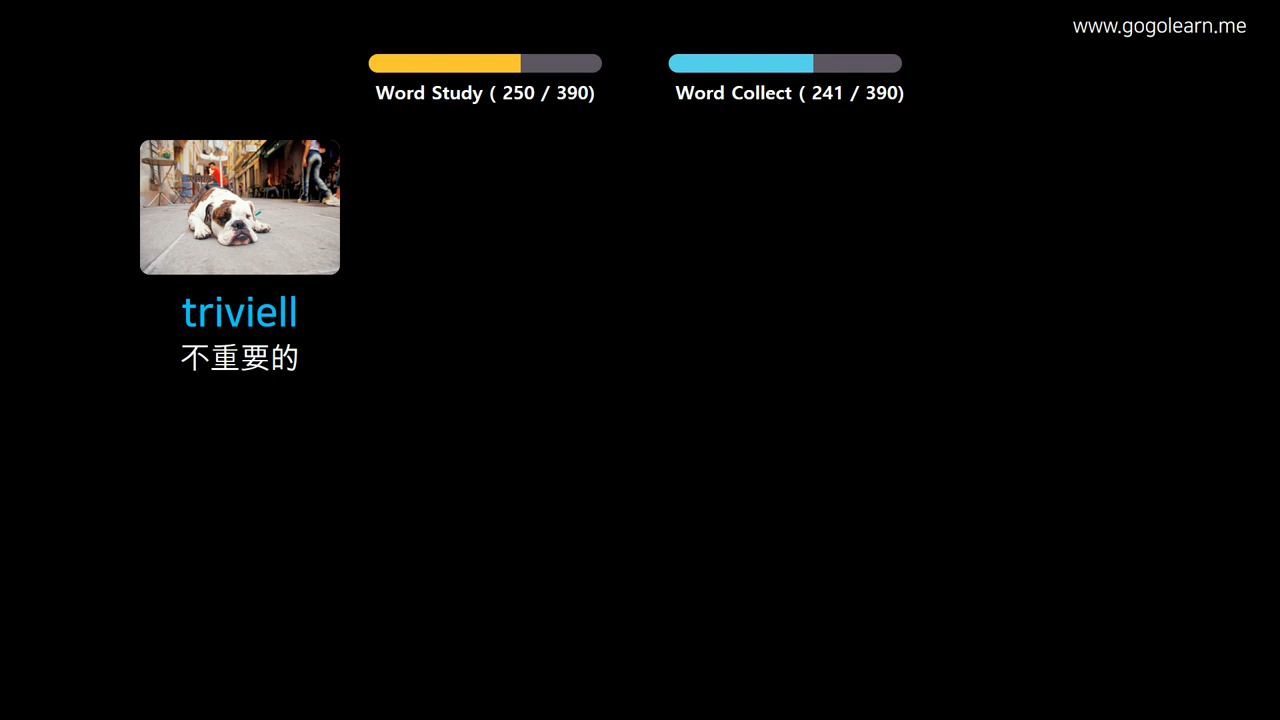 www.gogolearn.me
Word Study ( 250 / 390)
Word Collect ( 241 / 390)
triviell
不重要的